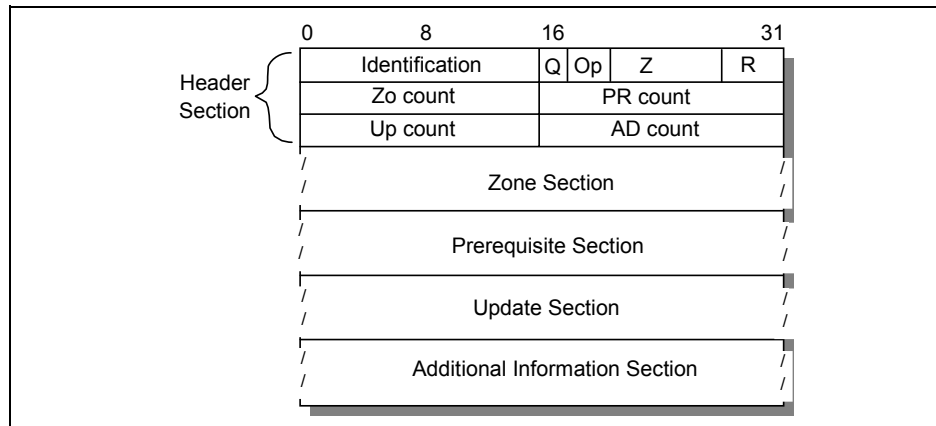 0 8 16 31
Identification Q Op Z R
Header
Section
Zo count PR count
Up count AD count
Zone Section
Prerequisite Section
Update Section
Additional Information Section